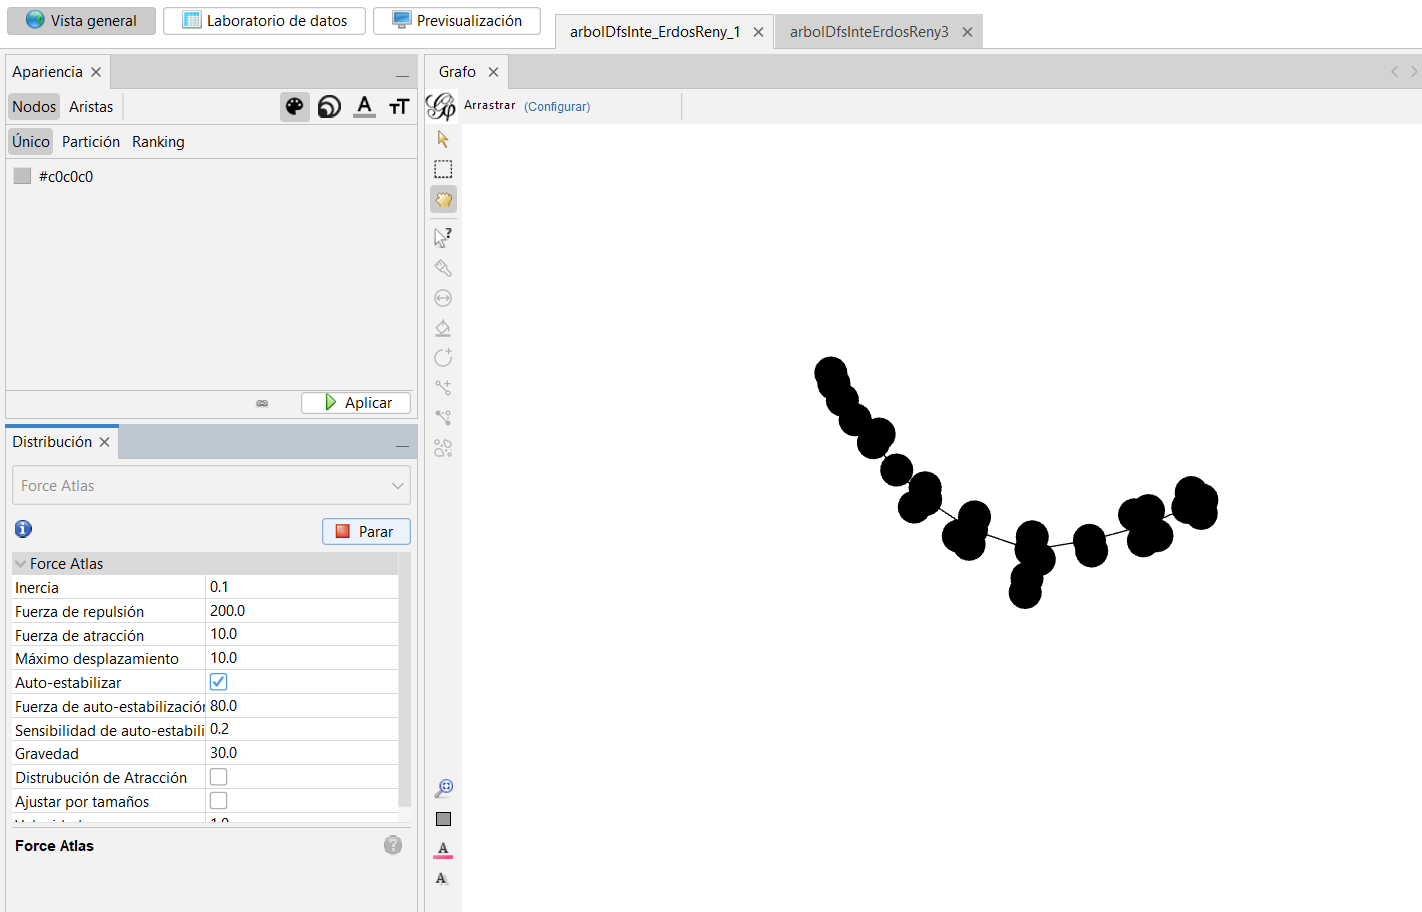 Vista general
Laboratorio de datos
Previsualización
arbolDfsInte_ErdosReny_1
arbolDfsInteErdosReny3
Apariencia
Nodos
Aristas
A
TT
Único
Partición
Ranking
#c0c0c0
Aplicar
Distribución
Force Atlas
Parar
Force Atlas
Inercia 0.1
Fuerza de repulsión 200.0
Fuerza de atracción 10.0
Máximo desplazamiento 10.0
Auto-estabilizar
Fuerza de auto-estabilización 80.0
Sensibilidad de auto-estabili 0.2
Gravedad 30.0
Distrubución de Atracción
Ajustar por tamaños
Force Atlas
Grafo
Arrastrar (Configurar)
A
A